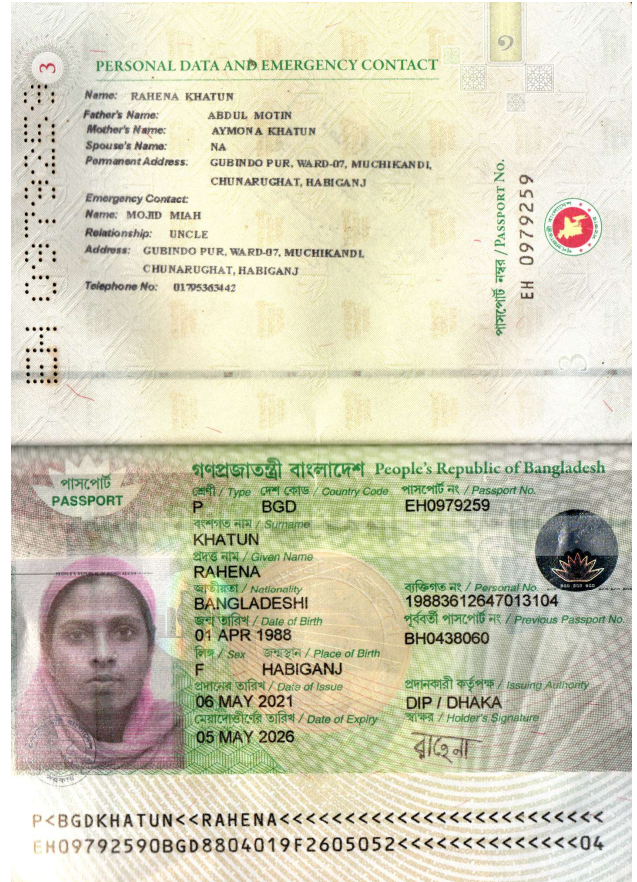 3
PERSONAL DATA AND EMERGENCY CONTACT
Name: RAHENA KHATUN
Father's Name: ABDUL MOTIN
Mother's Name: AYMONA KHATUN
Spouse's Name: NA
Permanent Address: GUBINDO PUR, WARD-07, MUCHIKANDI,
CHUNARUGHAT, HABIGANJ
Emergency Contact:
Name: MOJID MIAH
Relationship: UNCLE
Address: GUBINDO PUR, WARD-07, MUCHIKANDI,
CHUNARUGHAT, HABIGANJ
Telephone No: 01795363442
EH 0979259
পাসপোর্ট নম্বর / PASSPORT No.
EH 0979259
3
গণপ্রজাতন্ত্রী বাংলাদেশ People's Republic of Bangladesh
পাসপোর্ট
PASSPORT
শ্রেণী / Type দেশ কোড / Country Code পাসপোর্ট নং / Passport No.
P BGD EH0979259
বংশগত নাম / Surname
KHATUN
প্রদত্ত নাম / Given Name
RAHENA
জাতীয়তা / Nationality ব্যক্তিগত নং / Personal No.
BANGLADESHI 19883612647013104
জন্ম তারিখ / Date of Birth পূর্ববর্তী পাসপোর্ট নং / Previous Passport No.
01 APR 1988 BH0438060
লিঙ্গ / Sex জন্মস্থান / Place of Birth
F HABIGANJ
প্রদানের তারিখ / Date of Issue প্রদানকারী কর্তৃপক্ষ / Issuing Authority
06 MAY 2021 DIP / DHAKA
মেয়াদোত্তীর্ণের তারিখ / Date of Expiry স্বাক্ষর / Holder's Signature
05 MAY 2026 রাহেনা
P<BGDKHATUN<<RAHENA<<<<<<<<<<<<<<<<<<<<<<<<<
EH09792590BGD8804019F2605052<<<<<<<<<<<<<<04